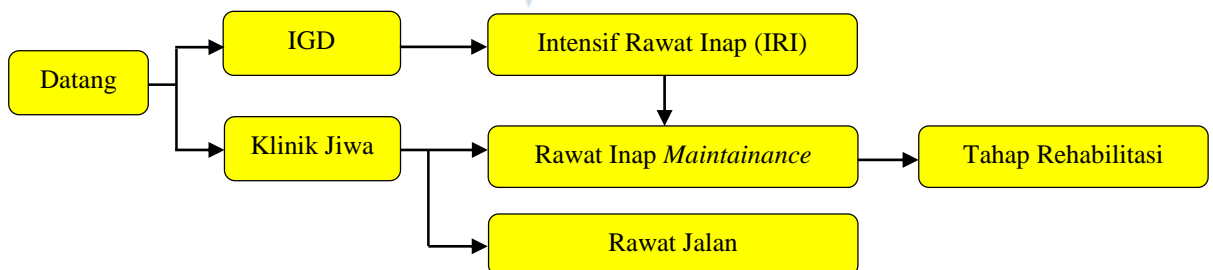 IGD
Intensif Rawat Inap (IRI)
Datang
Klinik Jiwa
Rawat Inap Maintainance
Tahap Rehabilitasi
Rawat Jalan